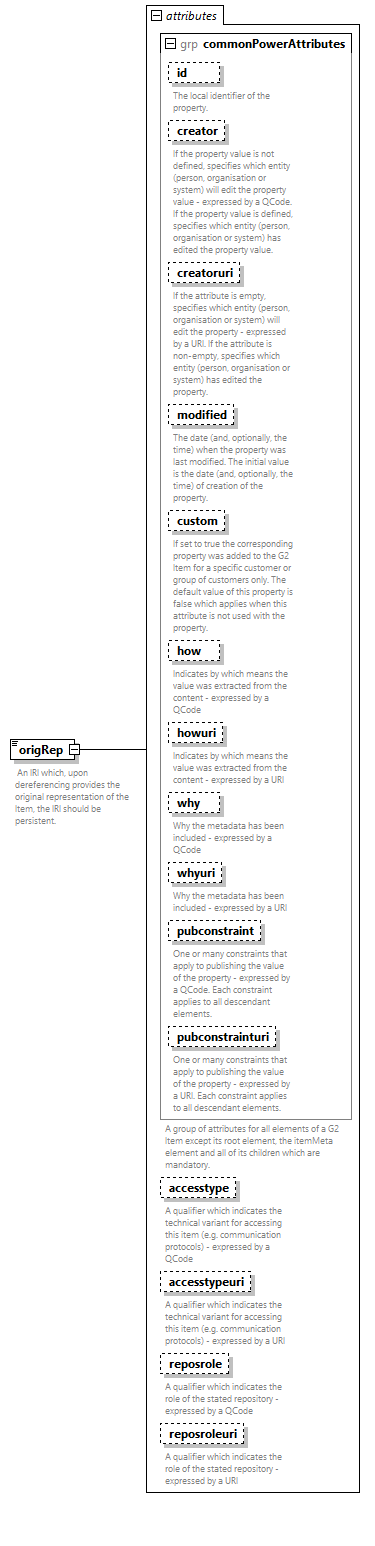 attributes
grp commonPowerAttributes
id
The local identifier of the
property.
creator
If the property value is not
defined, specifies which entity
(person, organisation or
system) will edit the property
value - expressed by a QCode.
If the property value is defined,
specifies which entity (person,
organisation or system) has
edited the property value.
creatoruri
If the attribute is empty,
specifies which entity (person,
organisation or system) will
edit the property - expressed
by a URI. If the attribute is
non-empty, specifies which
entity (person, organisation or
system) has edited the
property.
modified
The date (and, optionally, the
time) when the property was
last modified. The initial value
is the date (and, optionally, the
time) of creation of the
property.
custom
If set to true the corresponding
property was added to the G2
Item for a specific customer or
group of customers only. The
default value of this property is
false which applies when this
attribute is not used with the
property.
how
Indicates by which means the
value was extracted from the
content - expressed by a
QCode
howuri
Indicates by which means the
value was extracted from the
content - expressed by a URI
why
Why the metadata has been
included - expressed by a
QCode
whyuri
Why the metadata has been
included - expressed by a URI
pubconstraint
One or many constraints that
apply to publishing the value
of the property - expressed by
a QCode. Each constraint
applies to all descendant
elements.
pubconstrainturi
One or many constraints that
apply to publishing the value
of the property - expressed by
a URI. Each constraint applies
to all descendant elements.
A group of attributes for all elements of a G2
Item except its root element, the itemMeta
element and all of its children which are
mandatory.
accesstype
A qualifier which indicates the
technical variant for accessing
this item (e.g. communication
protocols) - expressed by a
QCode
accesstypeuri
A qualifier which indicates the
technical variant for accessing
this item (e.g. communication
protocols) - expressed by a URI
reposrole
A qualifier which indicates the
role of the stated repository -
expressed by a QCode
reposroleuri
A qualifier which indicates the
role of the stated repository -
expressed by a URI
origRep
An IRI which, upon
dereferencing provides the
original representation of the
Item, the IRI should be
persistent.